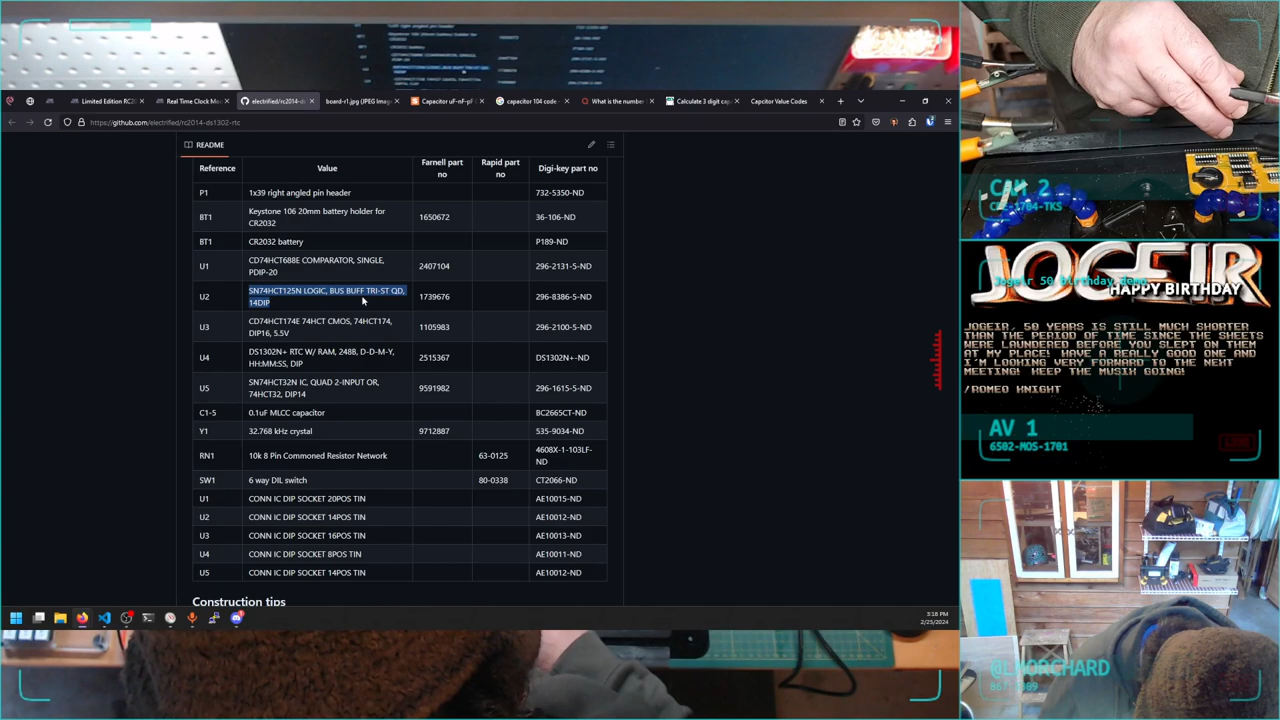 Limited Edition RC20
Real Time Clock Mod
electrified/rc2014-ds
board-r1.jpg (JPEG Imag
Capacitor uF-nF-pF
capacitor 104 code
What is the number
Calculate 3 digit cap
Capcitor Value Codes
https://github.com/electrified/rc2014-ds1302-rtc
README
Reference Value Farnell part no Rapid part no Digi-key part no
P1 1x39 right angled pin header 732-5350-ND
BT1 Keystone 106 20mm battery holder for CR2032 1650672 36-106-ND
BT1 CR2032 battery P189-ND
U1 CD74HCT688E COMPARATOR, SINGLE, PDIP-20 2407104 296-2131-5-ND
U2 SN74HCT125N LOGIC, BUS BUFF TRI-ST QD, 14DIP 1739676 296-8386-5-ND
U3 CD74HCT174E 74HCT CMOS, 74HCT174, DIP16, 5.5V 1105983 296-2100-5-ND
U4 DS1302N+ RTC W/ RAM, 248B, D-D-M-Y, HH:MM:SS, DIP 2515367 DS1302N+-ND
U5 SN74HCT32N IC, QUAD 2-INPUT OR, 74HCT32, DIP14 9591982 296-1615-5-ND
C1-5 0.1uF MLCC capacitor BC2665CT-ND
Y1 32.768 kHz crystal 9712887 535-9034-ND
RN1 10k 8 Pin Common Resistor Network 63-0125 4608X-1-103LF-ND
SW1 6 way DIL switch 80-0338 CT2066-ND
U1 CONN IC DIP SOCKET 20POS TIN AE10015-ND
U2 CONN IC DIP SOCKET 14POS TIN AE10012-ND
U3 CONN IC DIP SOCKET 16POS TIN AE10013-ND
U4 CONN IC DIP SOCKET 8POS TIN AE10011-ND
U5 CONN IC DIP SOCKET 14POS TIN AE10012-ND
Construction tips
3:18 PM
2/25/2024
CAM 2
JOGEIR
Jogeir 50 birthday demo
HAPPY BIRTHDAY
JOGEIR, 50 YEARS IS STILL MUCH SHORTER
THAN THE PERIOD OF TIME SINCE THE SHEETS
WERE LAUNDERED BEFORE YOU SLEPT ON THEM
AT MY PLACE! HAVE A REALLY GOOD ONE AND
I'M LOOKING VERY FORWARD TO THE NEXT
MEETING! KEEP THE MUSIX GOING!
/ROMEO KNIGHT
AV 1
6502-MOS-1701
@LMORCHARD